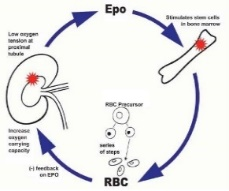 Epo
Stimulates stem cells
in bone marrow
Low oxygen
tension at
proximal
tubule
RBC Precursor
series
of steps
Increase
oxygen
carrying
capacity
(-) feedback
on EPO
RBC